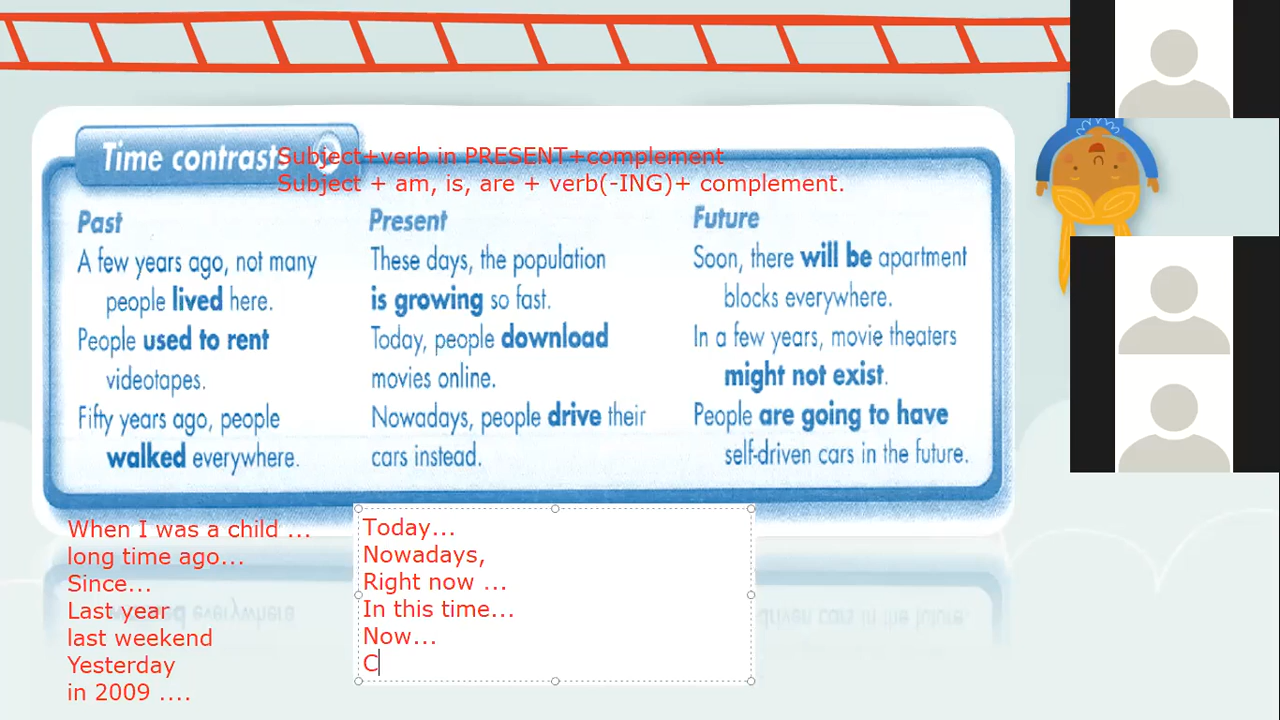 Time contrasts
Subject+verb in PRESENT+complement
Subject + am, is, are + verb(-ING)+ complement.
Past
A few years ago, not many
people lived here.
People used to rent
videotapes.
Fifty years ago, people
walked everywhere.
Present
These days, the population
is growing so fast.
Today, people download
movies online.
Nowadays, people drive their
cars instead.
Future
Soon, there will be apartment
blocks everywhere.
In a few years, movie theaters
might not exist.
People are going to have
self-driven cars in the future.
When I was a child ...
long time ago...
Since...
Last year
last weekend
Yesterday
in 2009 ....
Today...
Nowadays,
Right now ...
In this time...
Now...
C